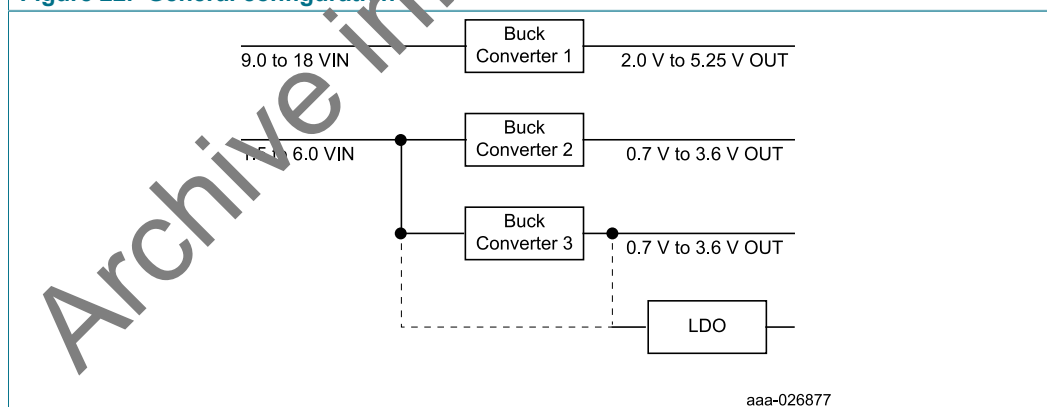 Figure 22. General configuration
Buck
Converter 1
9.0 to 18 VIN
2.0 V to 5.25 V OUT
Buck
Converter 2
to 6.0 VIN
0.7 V to 3.6 V OUT
Buck
Converter 3
0.7 V to 3.6 V OUT
LDO
Archive
aaa-026877